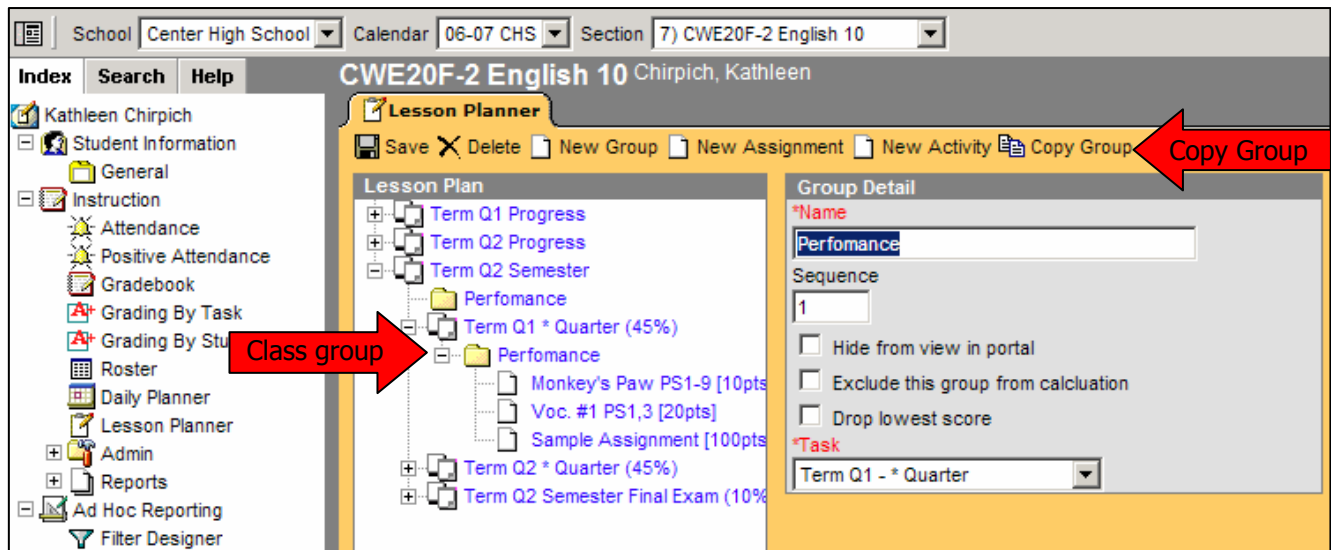 School Center High School Calendar 06-07 CHS Section 7) CWE20F-2 English 10
Index Search Help
CWE20F-2 English 10 Chirpich, Kathleen
Kathleen Chirpich
Student Information
General
Instruction
Attendance
Positive Attendance
Gradebook
Grading By Task
Grading By Stu
Roster
Daily Planner
Lesson Planner
Admin
Reports
Ad Hoc Reporting
Filter Designer
Lesson Planner
Save Delete New Group New Assignment New Activity Copy Group
Copy Group
Lesson Plan
Term Q1 Progress
Term Q2 Progress
Term Q2 Semester
Perfomance
Term Q1 * Quarter (45%)
Class group
Perfomance
Monkey's Paw PS1-9 [10pts
Voc. #1 PS1,3 [20pts]
Sample Assignment [100pts
Term Q2 * Quarter (45%)
Term Q2 Semester Final Exam (10%
Group Detail
*Name
Perfomance
Sequence
1
Hide from view in portal
Exclude this group from calcluation
Drop lowest score
*Task
Term Q1 - * Quarter